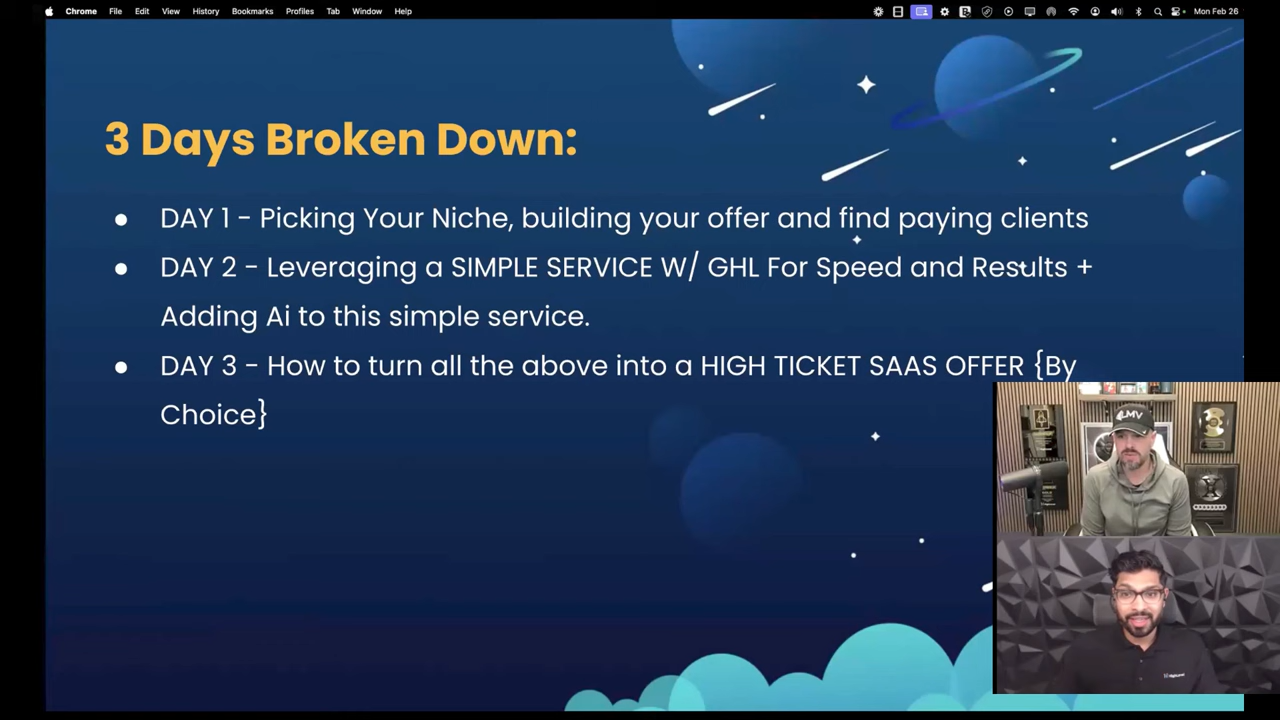 Chrome File Edit View History Bookmarks Profiles Tab Window Help Mon Feb 26
3 Days Broken Down:
● DAY 1 - Picking Your Niche, building your offer and find paying clients
● DAY 2 - Leveraging a SIMPLE SERVICE W/ GHL For Speed and Results +
Adding Ai to this simple service.
● DAY 3 - How to turn all the above into a HIGH TICKET SAAS OFFER {By
Choice}
LMV